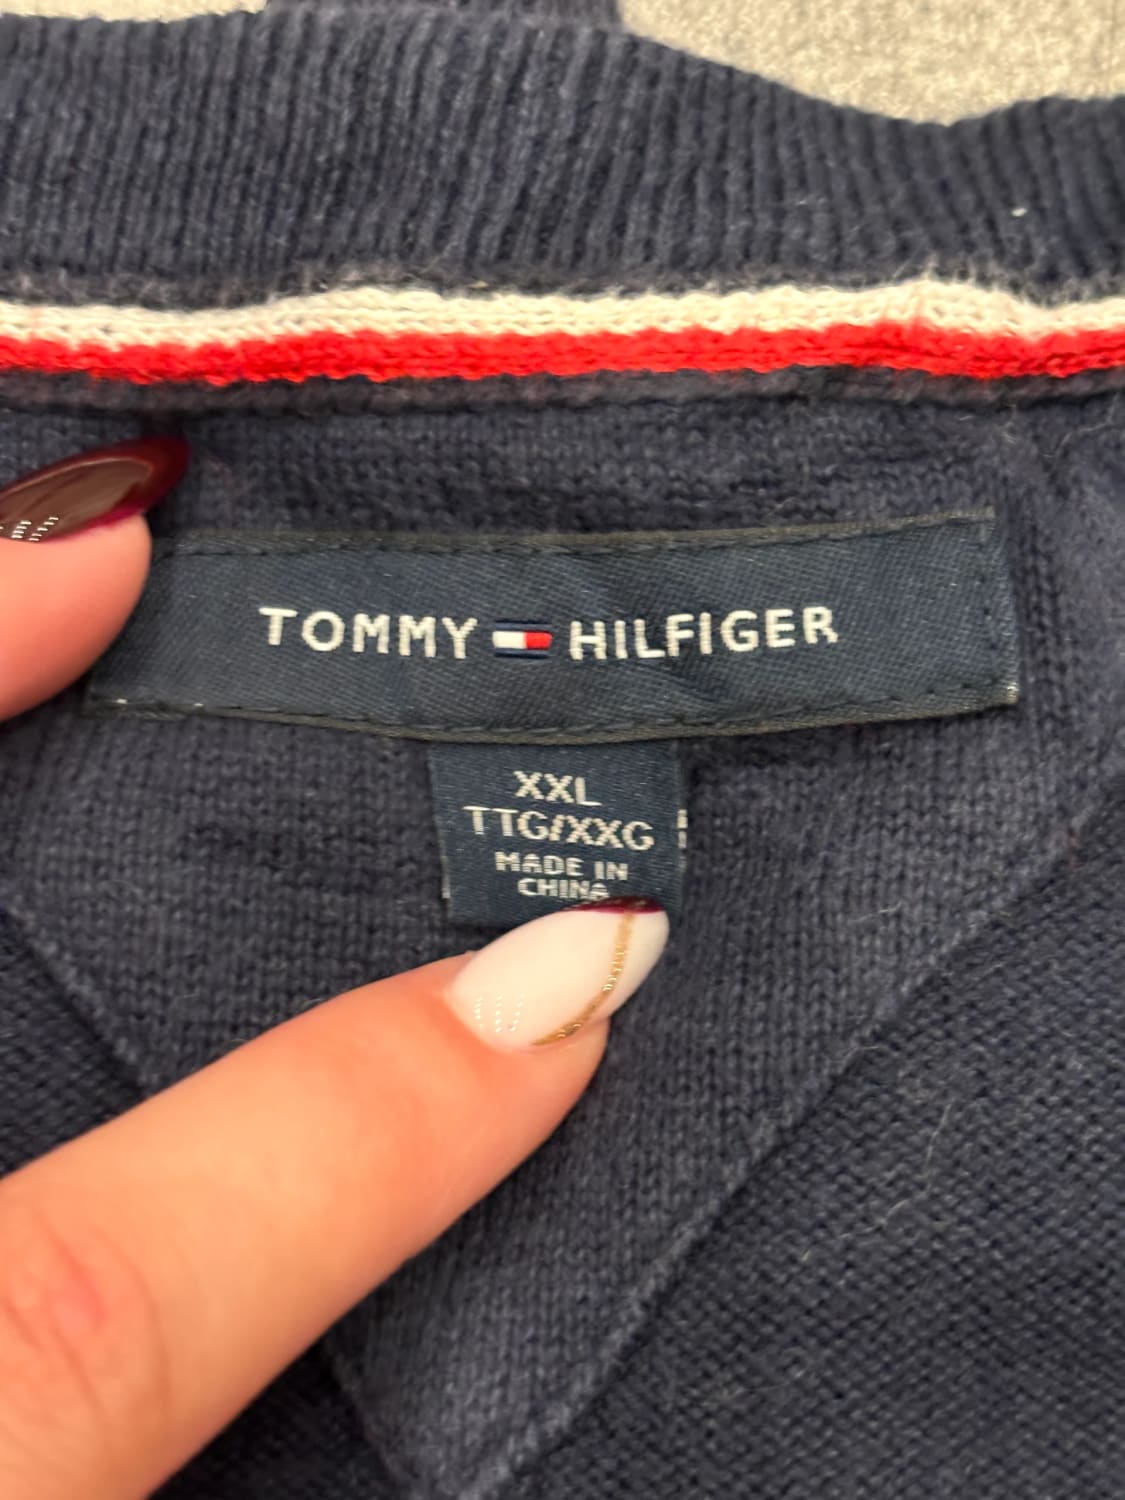 TOMMY HILFIGER
XXL
TTG/XXG
MADE IN
CHINA